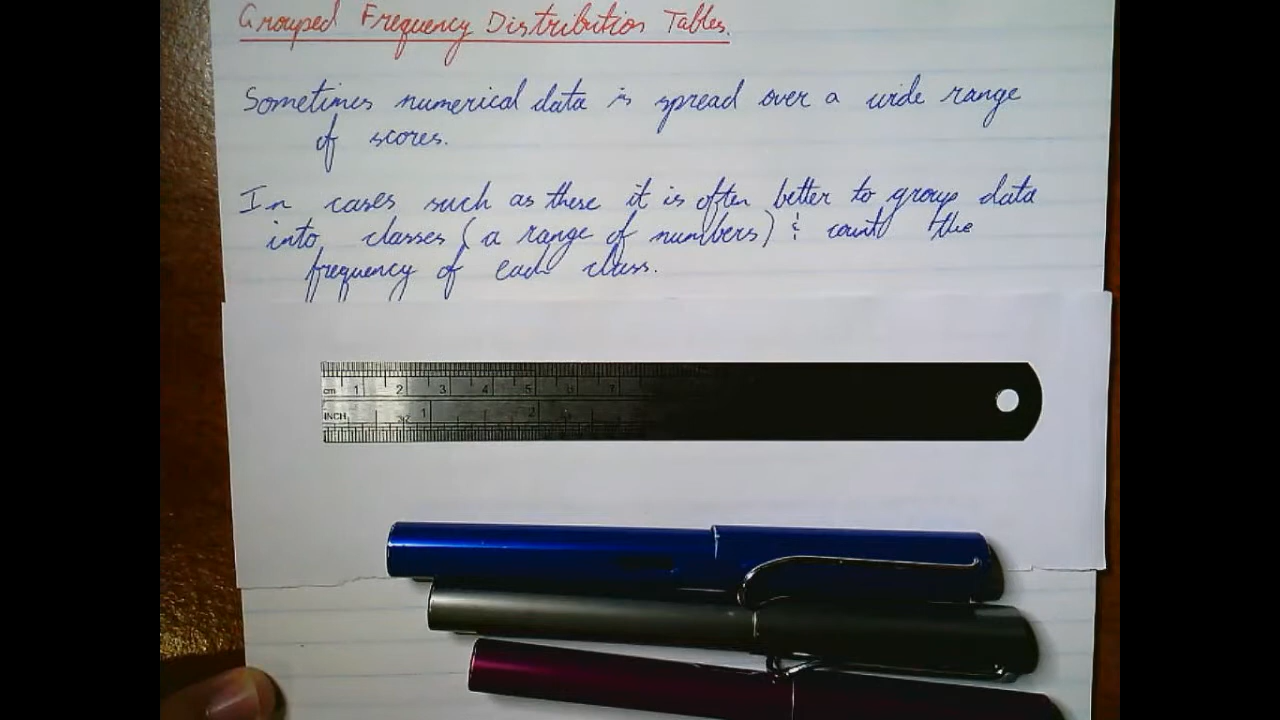 Grouped Frequency Distribution Tables.
Sometimes numerical data is spread over a wide range
of scores.
In cases such as these it is often better to group data
into classes (a range of numbers) & count the
frequency of each class.
cm 1 2 3 4 5 6 7
INCH 1 2